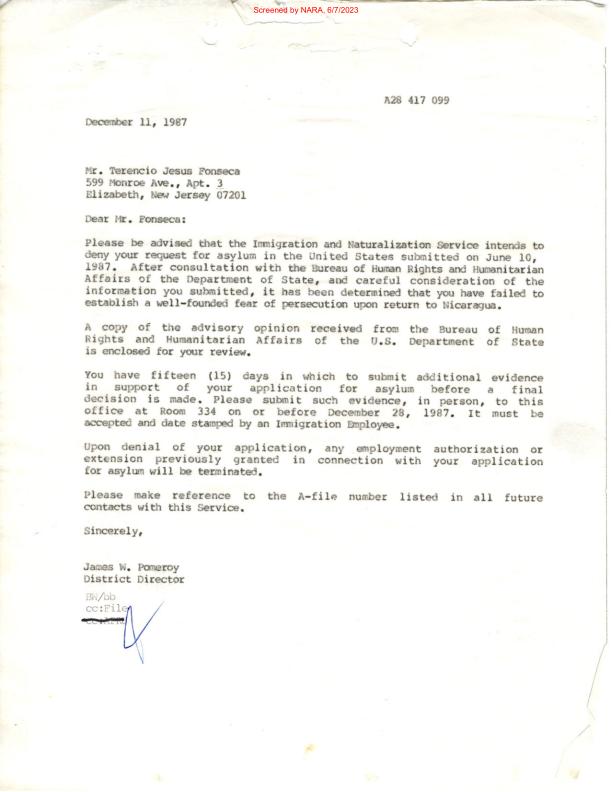 Screened by NARA, 6/7/2023
A28 417 099
December 11, 1987
Mr. Terencio Jesus Fonseca
599 Monroe Ave., Apt. 3
Elizabeth, New Jersey 07201
Dear Mr. Fonseca:
Please be advised that the Immigration and Naturalization Service intends to
deny your request for asylum in the United States submitted on June 10,
1987. After consultation with the Bureau of Human Rights and Humanitarian
Affairs of the Department of State, and careful consideration of the
information you submitted, it has been determined that you have failed to
establish a well-founded fear of persecution upon return to Nicaragua.
A copy of the advisory opinion received from the Bureau of Human
Rights and Humanitarian Affairs of the U.S. Department of State
is enclosed for your review.
You have fifteen (15) days in which to submit additional evidence
in support of your application for asylum before a final
decision is made. Please submit such evidence, in person, to this
office at Room 334 on or before December 28, 1987. It must be
accepted and date stamped by an Immigration Employee.
Upon denial of your application, any employment authorization or
extension previously granted in connection with your application
for asylum will be terminated.
Please make reference to the A-file number listed in all future
contacts with this Service.
Sincerely,
James W. Pomeroy
District Director
BW/bb
cc:File